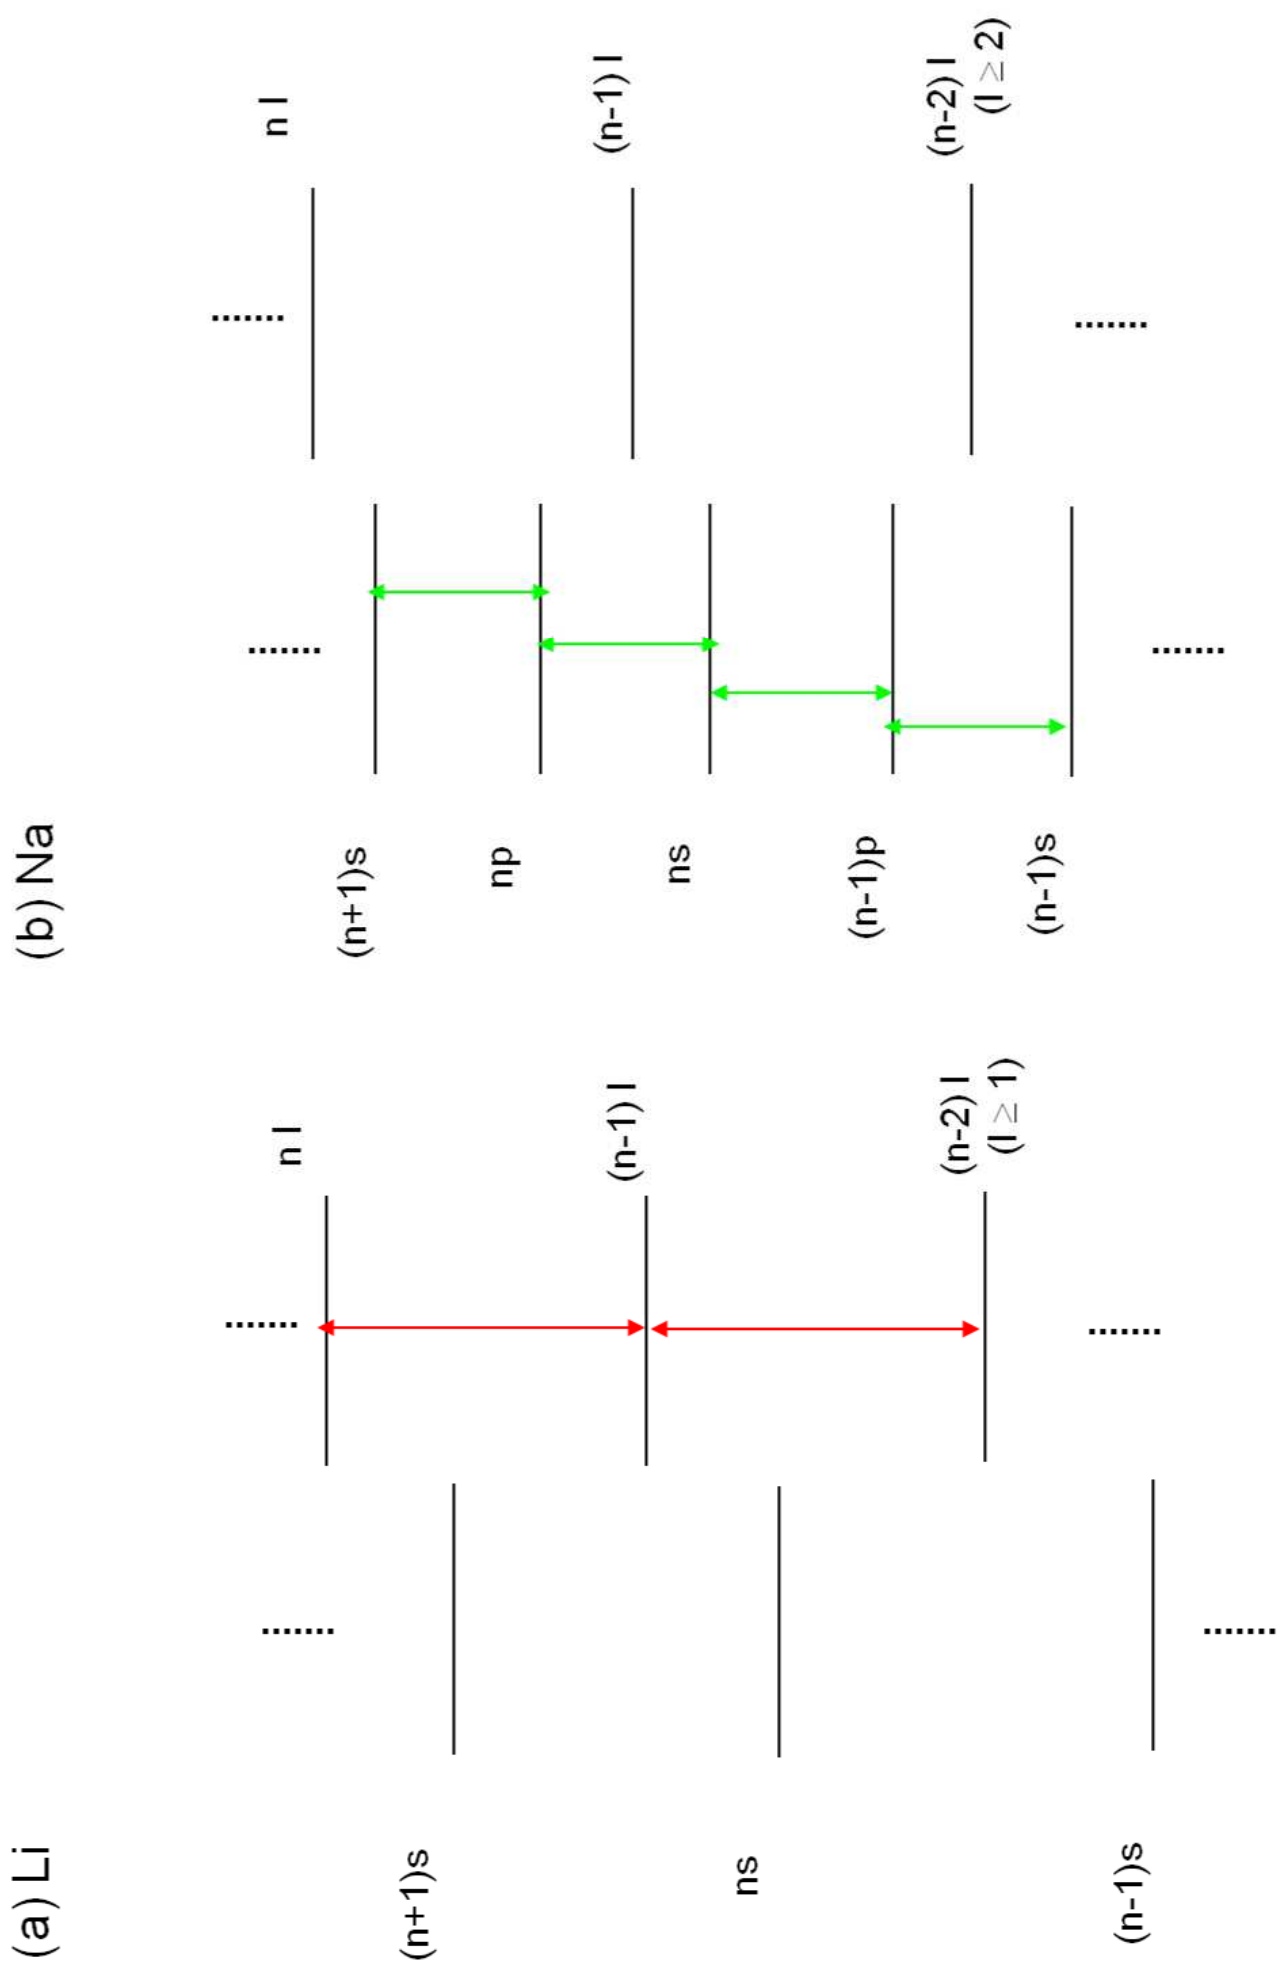 (a) Li
(n+1)s
ns
(n-1)s
n l
(n-1) l
(n-2) l
(l ≥ 1)
(b) Na
(n+1)s
np
ns
(n-1)p
(n-1)s
n l
(n-1) l
(n-2) l
(l ≥ 2)